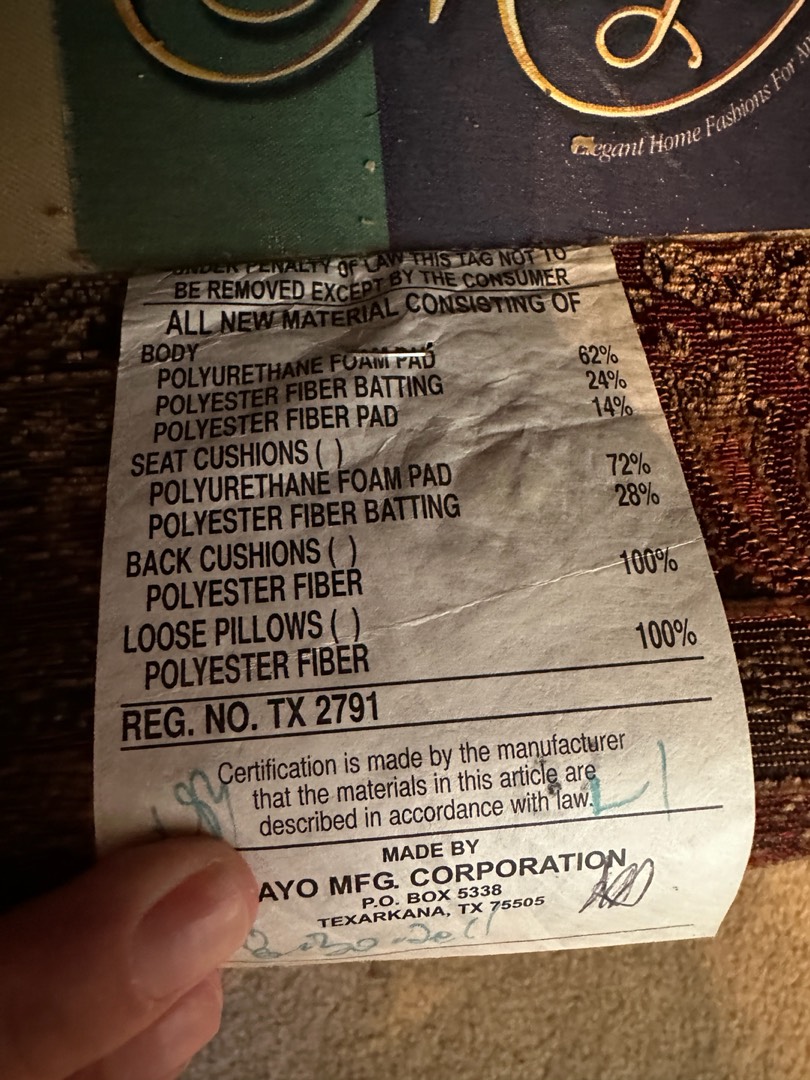 Elegant Home Fashions For
UNDER PENALTY OF LAW THIS TAG NOT TO
BE REMOVED EXCEPT BY THE CONSUMER
ALL NEW MATERIAL CONSISTING OF
BODY
POLYURETHANE FOAM PAD 62%
POLYESTER FIBER BATTING 24%
POLYESTER FIBER PAD 14%
SEAT CUSHIONS ( )
POLYURETHANE FOAM PAD 72%
POLYESTER FIBER BATTING 28%
BACK CUSHIONS ( )
POLYESTER FIBER 100%
LOOSE PILLOWS ( )
POLYESTER FIBER 100%
REG. NO. TX 2791
Certification is made by the manufacturer
that the materials in this article are
described in accordance with law.
MADE BY
AYO MFG. CORPORATION
P.O. BOX 5338
TEXARKANA, TX 75505